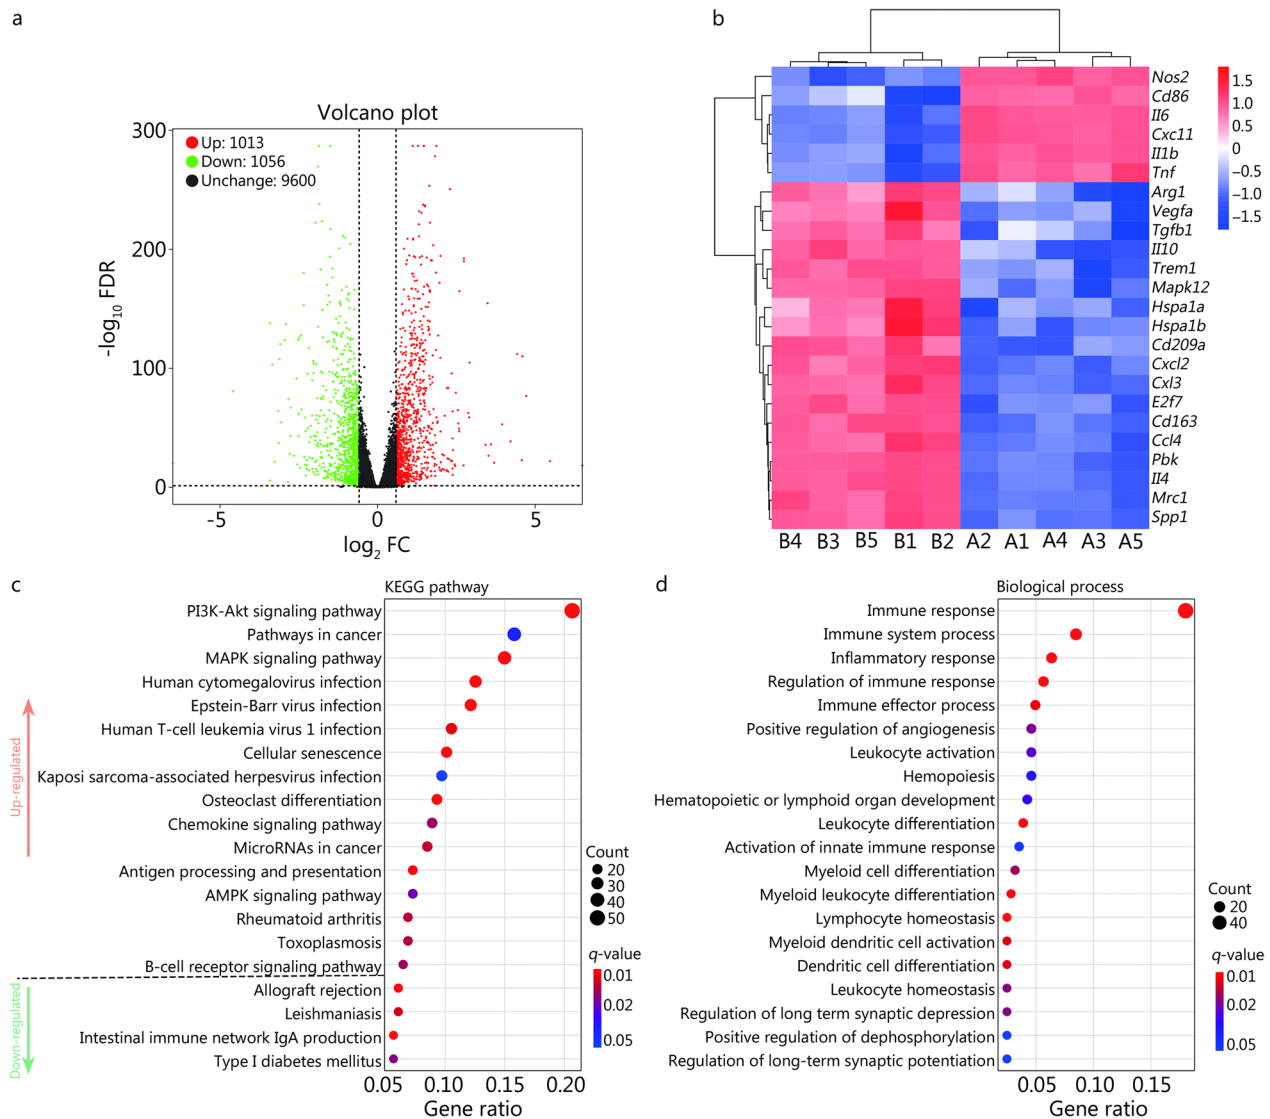 a
Volcano plot
Up: 1013
Down: 1056
Unchange: 9600
300
200
100
0
-log10 FDR
-5
0
5
log2 FC
b
Nos2
Cd86
Il6
Cxc11
Il1b
Tnf
Arg1
Vegfa
Tgfb1
Il10
Trem1
Mapk12
Hspa1a
Hspa1b
Cd209a
Cxcl2
Cxl3
E2f7
Cd163
Ccl4
Pbk
Il4
Mrc1
Spp1
B4 B3 B5 B1 B2 A2 A1 A4 A3 A5
1.5
1.0
0.5
0
−0.5
−1.0
−1.5
c
KEGG pathway
PI3K-Akt signaling pathway
Pathways in cancer
MAPK signaling pathway
Human cytomegalovirus infection
Epstein-Barr virus infection
Human T-cell leukemia virus 1 infection
Cellular senescence
Kaposi sarcoma-associated herpesvirus infection
Osteoclast differentiation
Chemokine signaling pathway
MicroRNAs in cancer
Antigen processing and presentation
AMPK signaling pathway
Rheumatoid arthritis
Toxoplasmosis
B-cell receptor signaling pathway
Allograft rejection
Leishmaniasis
Intestinal immune network IgA production
Type I diabetes mellitus
Up-regulated
Down-regulated
0.05 0.10 0.15 0.20
Gene ratio
Count
20
30
40
50
q-value
0.01
0.02
0.05
d
Biological process
Immune response
Immune system process
Inflammatory response
Regulation of immune response
Immune effector process
Positive regulation of angiogenesis
Leukocyte activation
Hemopoiesis
Hematopoietic or lymphoid organ development
Leukocyte differentiation
Activation of innate immune response
Myeloid cell differentiation
Myeloid leukocyte differentiation
Lymphocyte homeostasis
Myeloid dendritic cell activation
Dendritic cell differentiation
Leukocyte homeostasis
Regulation of long term synaptic depression
Positive regulation of dephosphorylation
Regulation of long-term synaptic potentiation
0.05 0.10 0.15
Gene ratio
Count
20
40
q-value
0.01
0.02
0.05